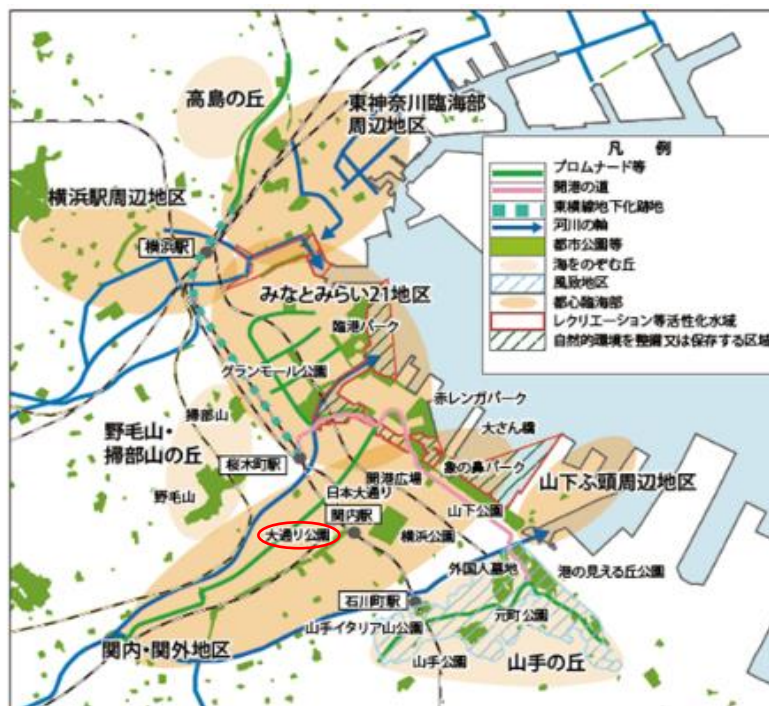 高島の丘
東神奈川臨海部
周辺地区
凡 例
プロムナード等
開港の道
東横線地下化跡地
河川の輪
都市公園等
海をのぞむ丘
風致地区
都心臨海部
レクリエーション等活性化水域
自然的環境を整備又は保存する区域
横浜駅周辺地区
横浜駅
みなとみらい21地区
臨港パーク
グランモール公園
赤レンガパーク
掃部山
大さん橋
野毛山・
掃部山の丘
桜木町駅
開港広場
象の鼻パーク
山下ふ頭周辺地区
野毛山
日本大通り
山下公園
関内駅
大通り公園
横浜公園
外国人墓地
港の見える丘公園
石川町駅
元町公園
山手イタリア山公園
関内・関外地区
山手公園
山手の丘